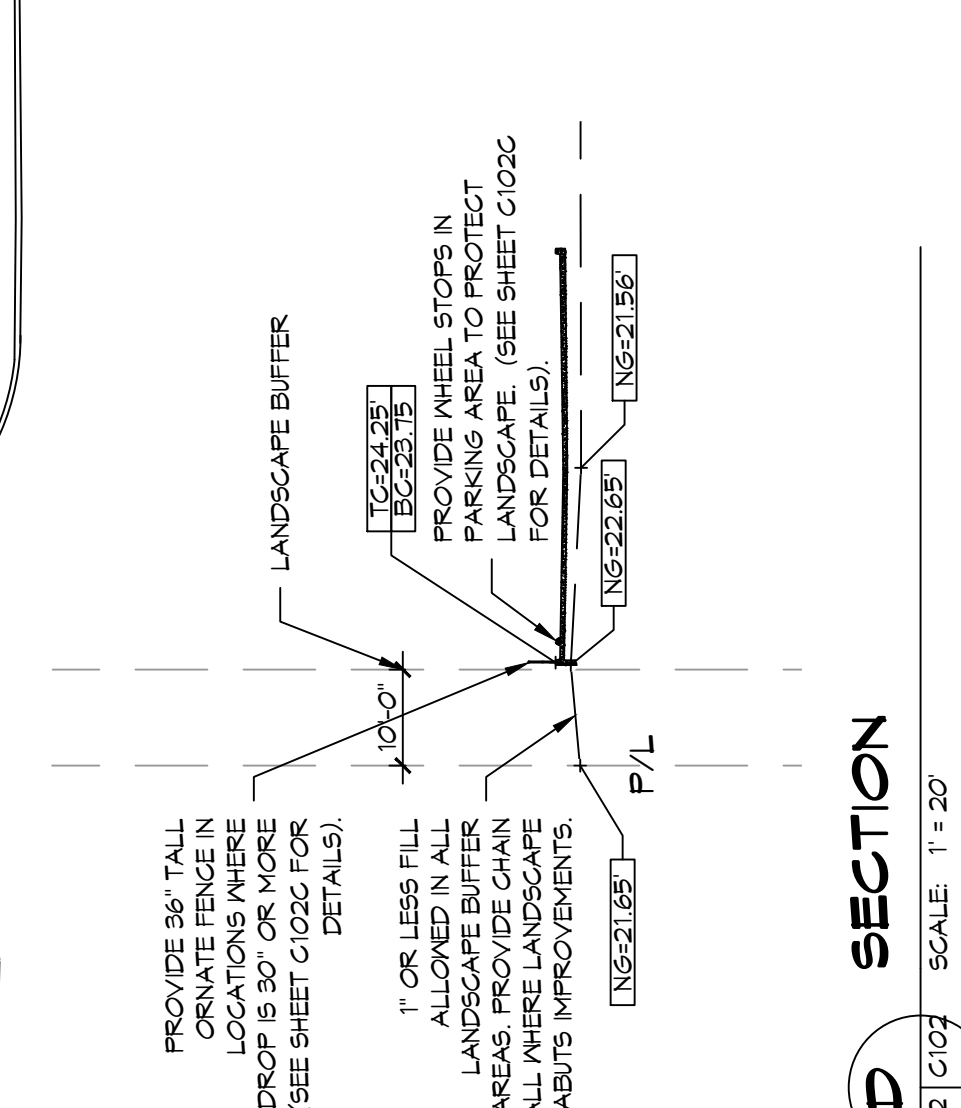 PROVIDE 36" TALL
ORNATE FENCE IN
LOCATIONS WHERE
DROP IS 30" OR MORE
(SEE SHEET C102C FOR
DETAILS).
LANDSCAPE BUFFER
TC=24.25'
BC=23.75
PROVIDE WHEEL STOPS IN
PARKING AREA TO PROTECT
LANDSCAPE. (SEE SHEET C102C
FOR DETAILS).
10'-0"
1" OR LESS FILL
ALLOWED IN ALL
LANDSCAPE BUFFER
AREAS. PROVIDE CHAIN
WHERE LANDSCAPE
ABUTS IMPROVEMENTS.
NG=21.65'
NG=22.65'
NG=21.56'
P/L
D SECTION
2 C102 SCALE: 1' = 20'